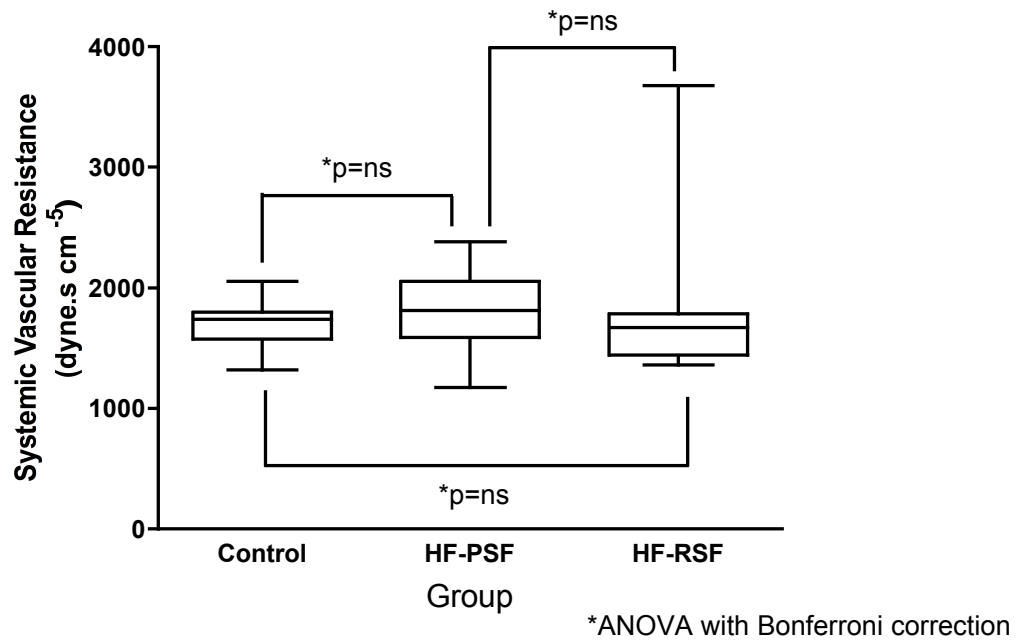 *p=ns
4000
3000
*p=ns
2000
1000
*p=ns
0
Systemic Vascular Resistance
(dyne.s cm -5)
Control HF-PSF HF-RSF
Group
*ANOVA with Bonferroni correction